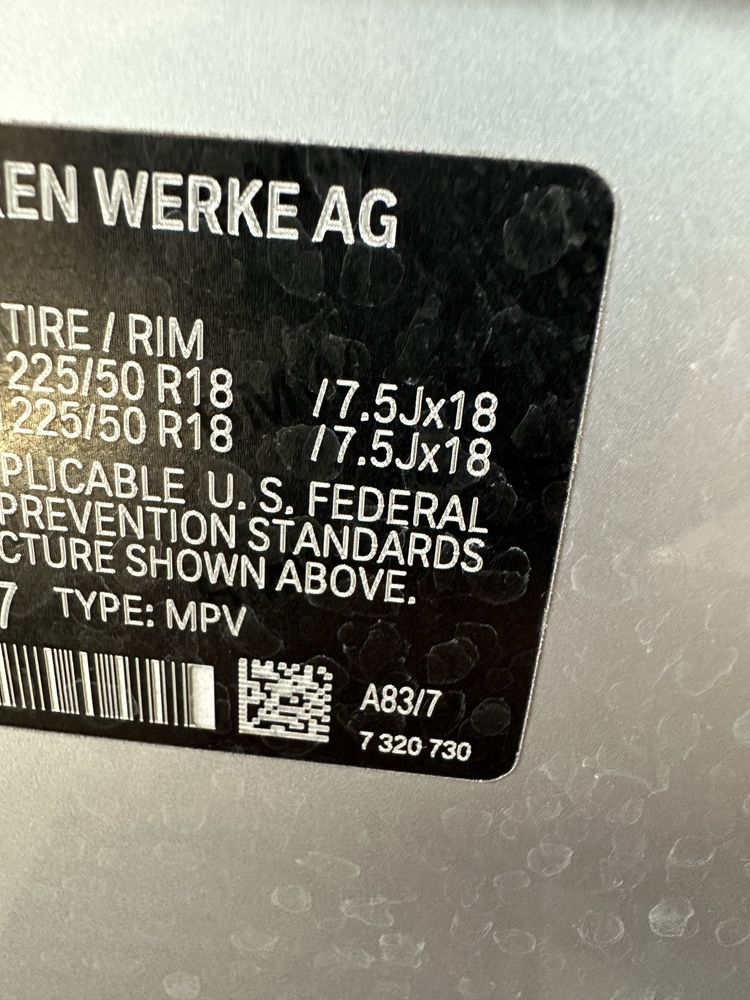 REN WERKE AG
TIRE / RIM
225/50 R18 /7.5Jx18
225/50 R18 /7.5Jx18
PLICABLE U. S. FEDERAL
PREVENTION STANDARDS
CTURE SHOWN ABOVE.
7 TYPE: MPV
A83/7
7 320 730